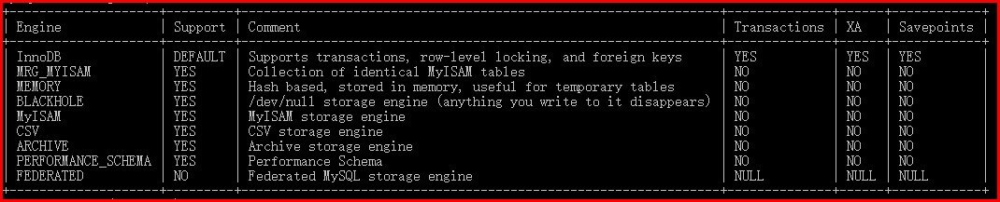 | Engine | Support | Comment | Transactions | XA | Savepoints |
| InnoDB | DEFAULT | Supports transactions, row-level locking, and foreign keys | YES | YES | YES |
| MRG_MYISAM | YES | Collection of identical MyISAM tables | NO | NO | NO |
| MEMORY | YES | Hash based, stored in memory, useful for temporary tables | NO | NO | NO |
| BLACKHOLE | YES | /dev/null storage engine (anything you write to it disappears) | NO | NO | NO |
| MyISAM | YES | MyISAM storage engine | NO | NO | NO |
| CSV | YES | CSV storage engine | NO | NO | NO |
| ARCHIVE | YES | Archive storage engine | NO | NO | NO |
| PERFORMANCE_SCHEMA | YES | Performance Schema | NO | NO | NO |
| FEDERATED | NO | Federated MySQL storage engine | NULL | NULL | NULL |